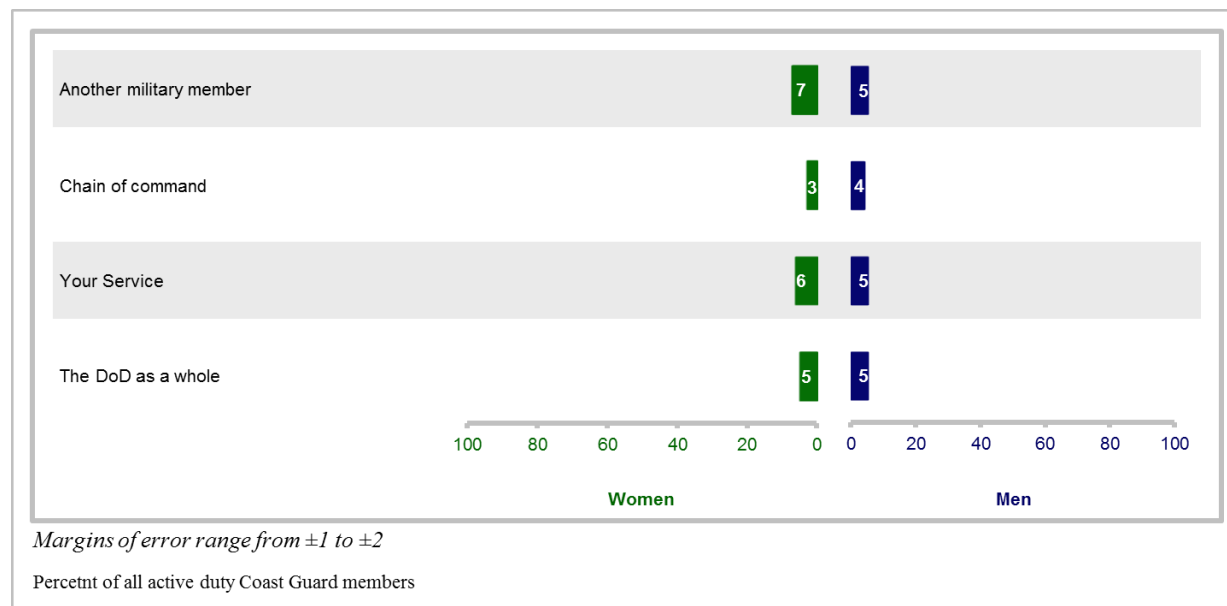 Another military member 7 5
Chain of command 3 4
Your Service 6 5
The DoD as a whole 5 5
100 80 60 40 20 0 0 20 40 60 80 100
Women Men
Margins of error range from ±1 to ±2
Percetnt of all active duty Coast Guard members